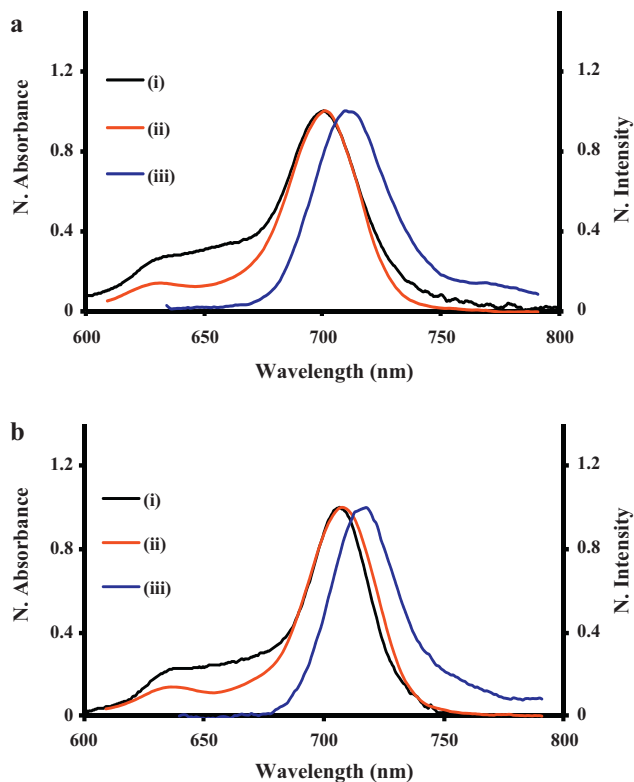 a
1.2
0.8
0.4
0
1.2
0.8
0.4
0
N. Absorbance
N. Intensity
(i)
(ii)
(iii)
600
650
700
750
800
Wavelength (nm)
b
1.2
0.8
0.4
0
1.2
0.8
0.4
0
N. Absorbance
N. Intensity
(i)
(ii)
(iii)
600
650
700
750
800
Wavelength (nm)